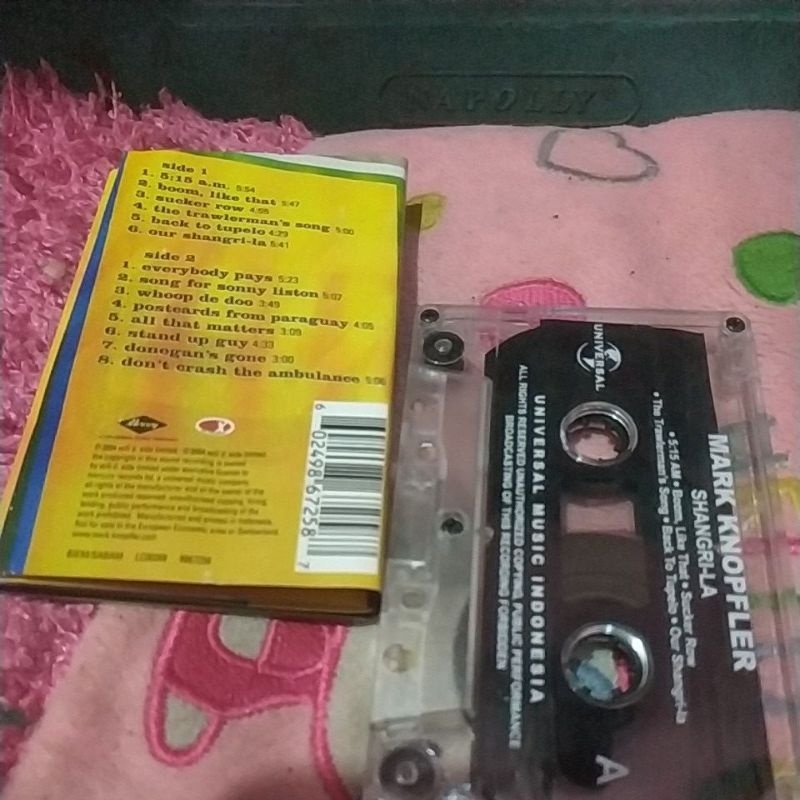 NAPOLLY
side 1
1. 5:15 a.m. 5:54
2. boom, like that 5:47
3. sucker row 4:56
4. the trawlerman's song 5:00
5. back to tupelo 4:29
6. our shangri-la 5:41
side 2
1. everybody pays 5:23
2. song for sonny liston 5:07
3. whoop de doo 3:49
4. postcards from paraguay 4:05
5. all that matters 3:09
6. stand up guy 4:33
7. donegan's gone 3:00
8. don't crash the ambulance
6 02498 67258 7
MARK KNOPFLER
SHANGRI-LA
• 5:15 AM • Boom, Like That • Sucker Row
• The Trawlerman's Song • Back To Tupelo • Our Shangri-la
UNIVERSAL
A
UNIVERSAL MUSIC INDONESIA
ALL RIGHTS RESERVED UNAUTHORIZED COPYING, PUBLIC PERFORMANCE
BROADCASTING OF THIS RECORDING FORBIDDEN